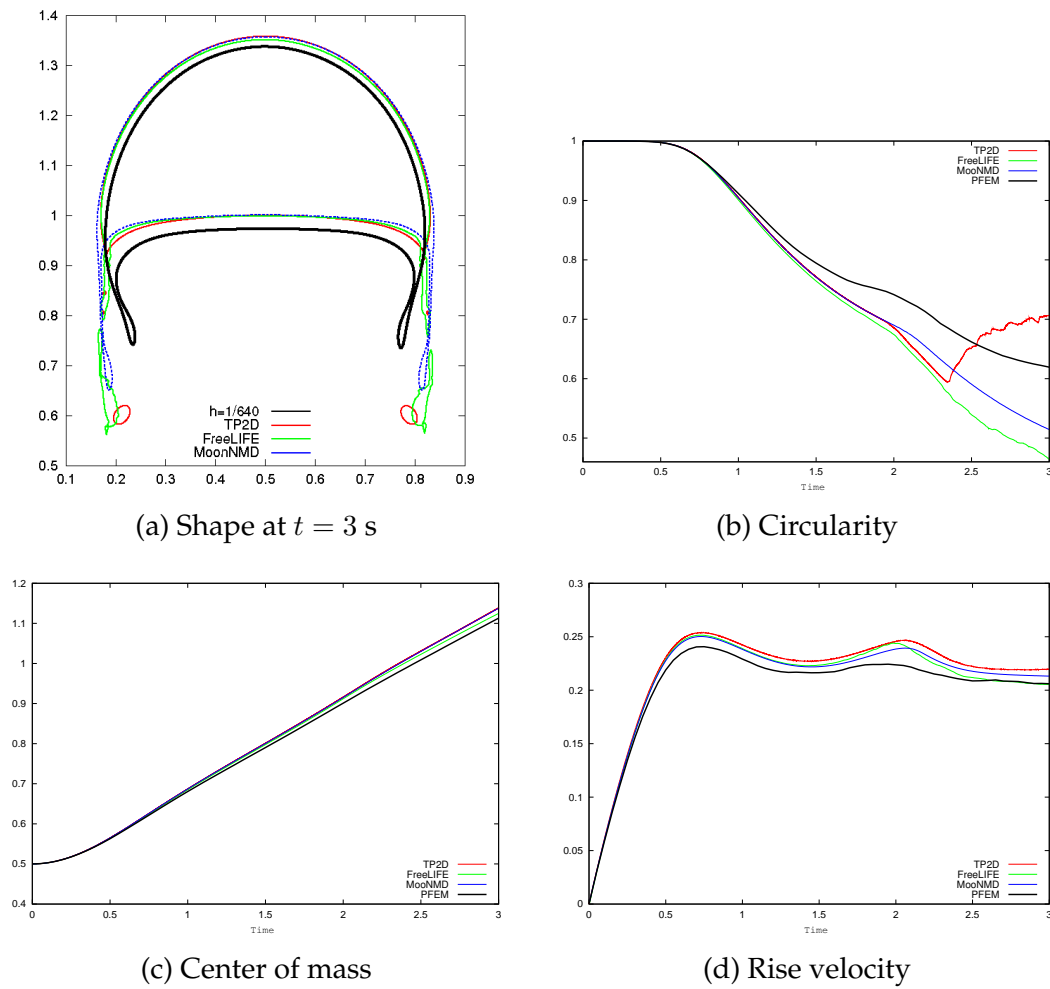 1.4
1.3
1.2
1.1
1
0.9
0.8
0.7
0.6
0.5
0.1 0.2 0.3 0.4 0.5 0.6 0.7 0.8 0.9
h=1/640
TP2D
FreeLIFE
MoonNMD
(a) Shape at t = 3 s
1
0.9
0.8
0.7
0.6
0.5
0 0.5 1 1.5 2 2.5 3
Time
TP2D
FreeLIFE
MooNMD
PFEM
(b) Circularity
1.2
1.1
1
0.9
0.8
0.7
0.6
0.5
0.4
0 0.5 1 1.5 2 2.5 3
Time
TP2D
FreeLIFE
MooNMD
PFEM
(c) Center of mass
0.3
0.25
0.2
0.15
0.1
0.05
0
0 0.5 1 1.5 2 2.5 3
Time
TP2D
FreeLIFE
MooNMD
PFEM
(d) Rise velocity